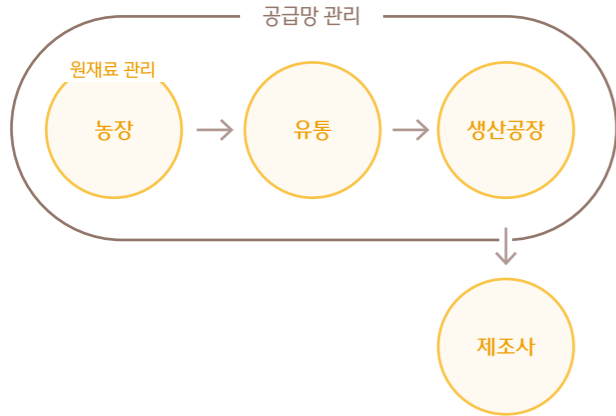 공급망 관리
원재료 관리
농장
유통
생산공장
제조사